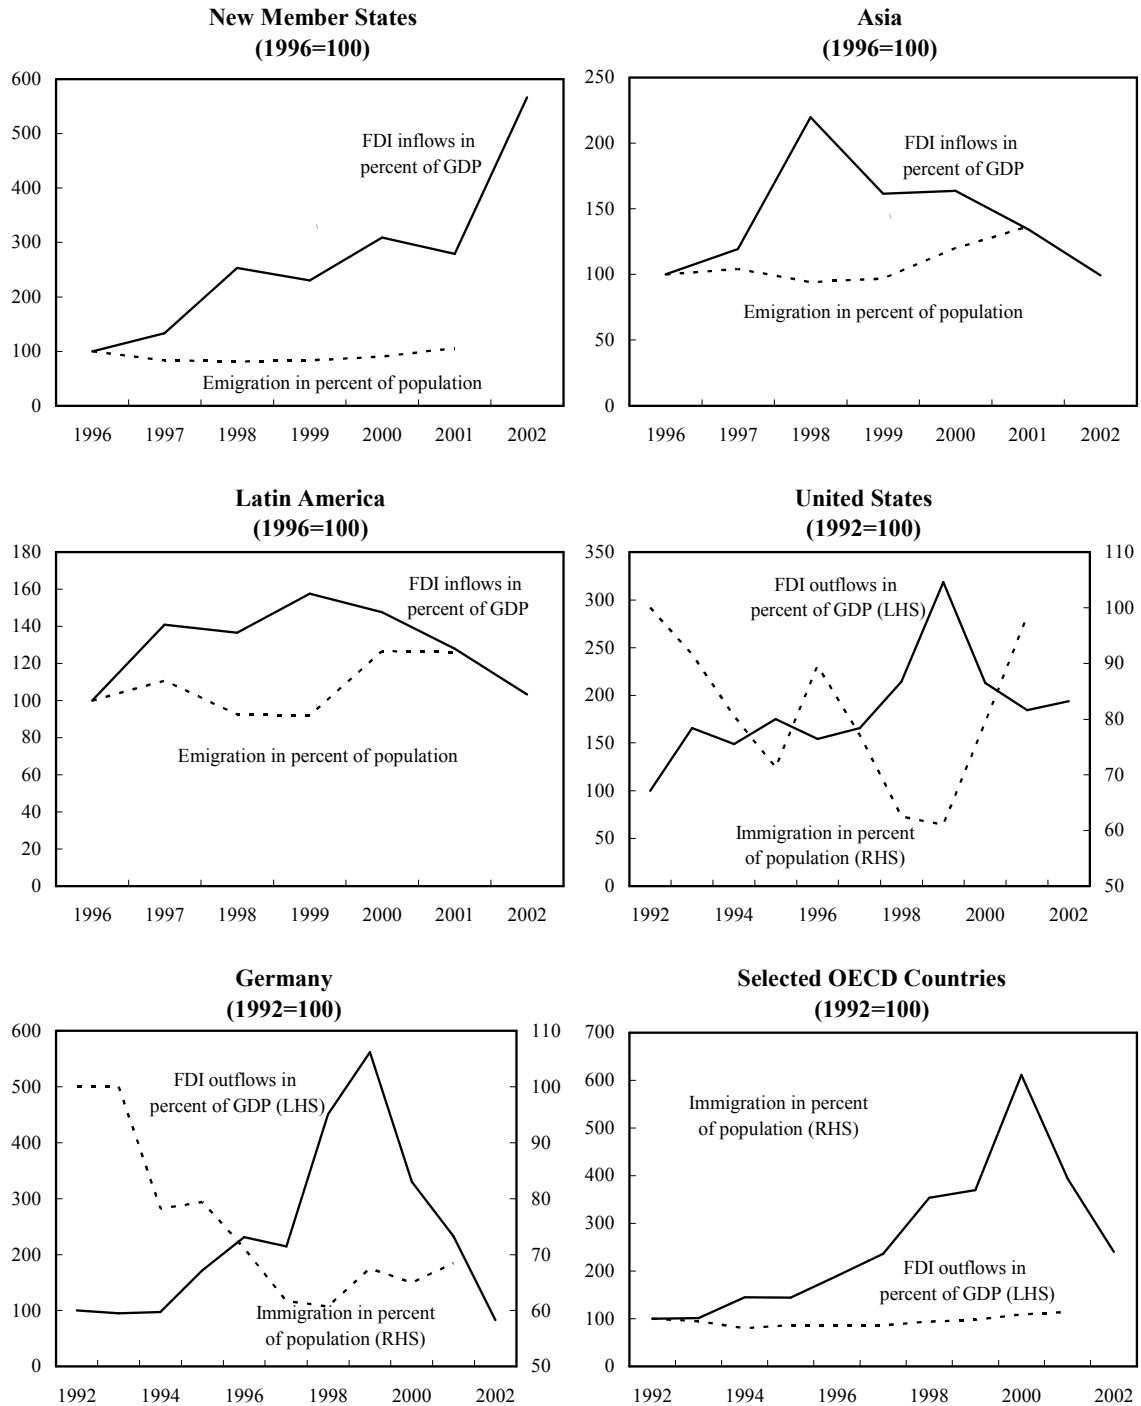 New Member States
(1996=100)
600
500
400
300
200
100
0
FDI inflows in
percent of GDP
Emigration in percent of population
1996 1997 1998 1999 2000 2001 2002
Asia
(1996=100)
250
200
150
100
50
0
FDI inflows in
percent of GDP
Emigration in percent of population
1996 1997 1998 1999 2000 2001 2002
Latin America
(1996=100)
180
160
140
120
100
80
60
40
20
0
FDI inflows in
percent of GDP
Emigration in percent of population
1996 1997 1998 1999 2000 2001 2002
United States
(1992=100)
350
300
250
200
150
100
50
0
FDI outflows in
percent of GDP (LHS)
Immigration in percent
of population (RHS)
110
100
90
80
70
60
50
1992 1994 1996 1998 2000 2002
Germany
(1992=100)
600
500
400
300
200
100
0
FDI outflows in
percent of GDP (LHS)
Immigration in percent
of population (RHS)
110
100
90
80
70
60
50
1992 1994 1996 1998 2000 2002
Selected OECD Countries
(1992=100)
700
600
500
400
300
200
100
0
Immigration in percent
of population (RHS)
FDI outflows in
percent of GDP (LHS)
1992 1994 1996 1998 2000 2002